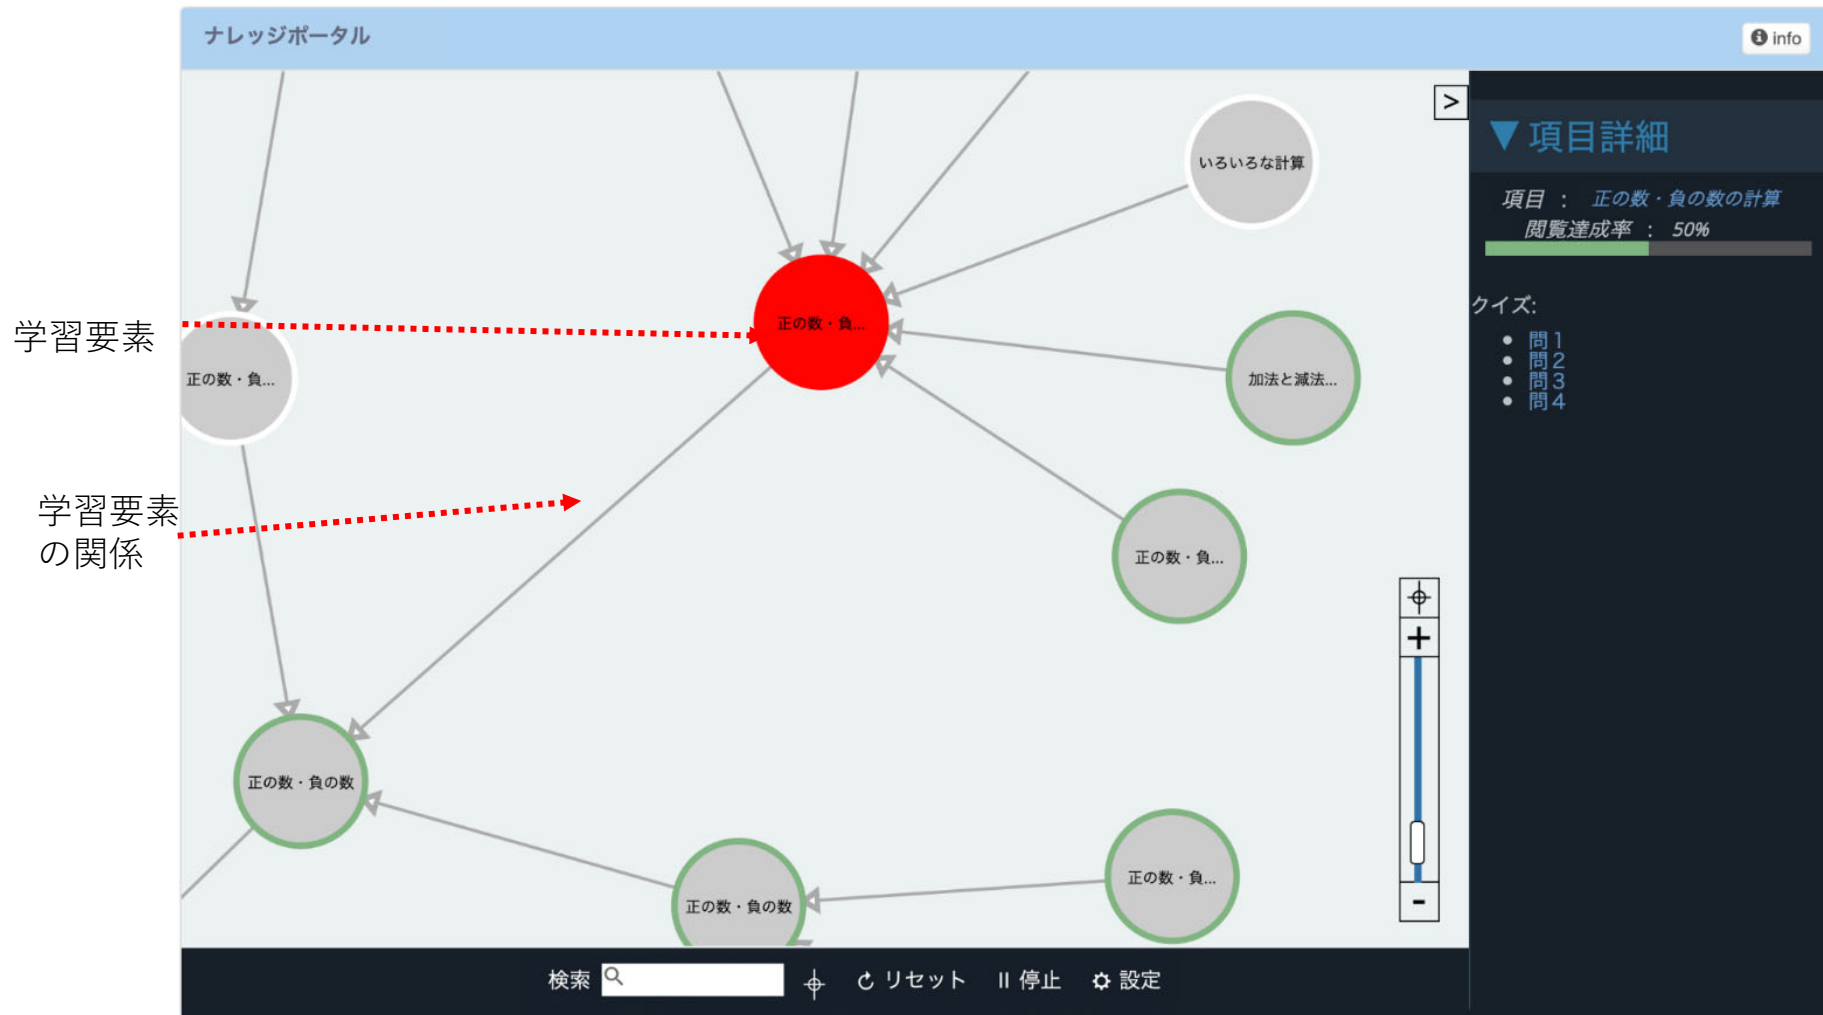 ナレッジポータル
info
>
いろいろな計算
▼項目詳細
項目 : 正の数・負の数の計算
閲覧達成率 : 50%
クイズ:
問1
問2
問3
問4
学習要素
正の数・負...
正の数・負...
加法と減法...
学習要素
の関係
正の数・負...
+
正の数・負の数
正の数・負の数
正の数・負...
-
検索
リセット
停止
設定